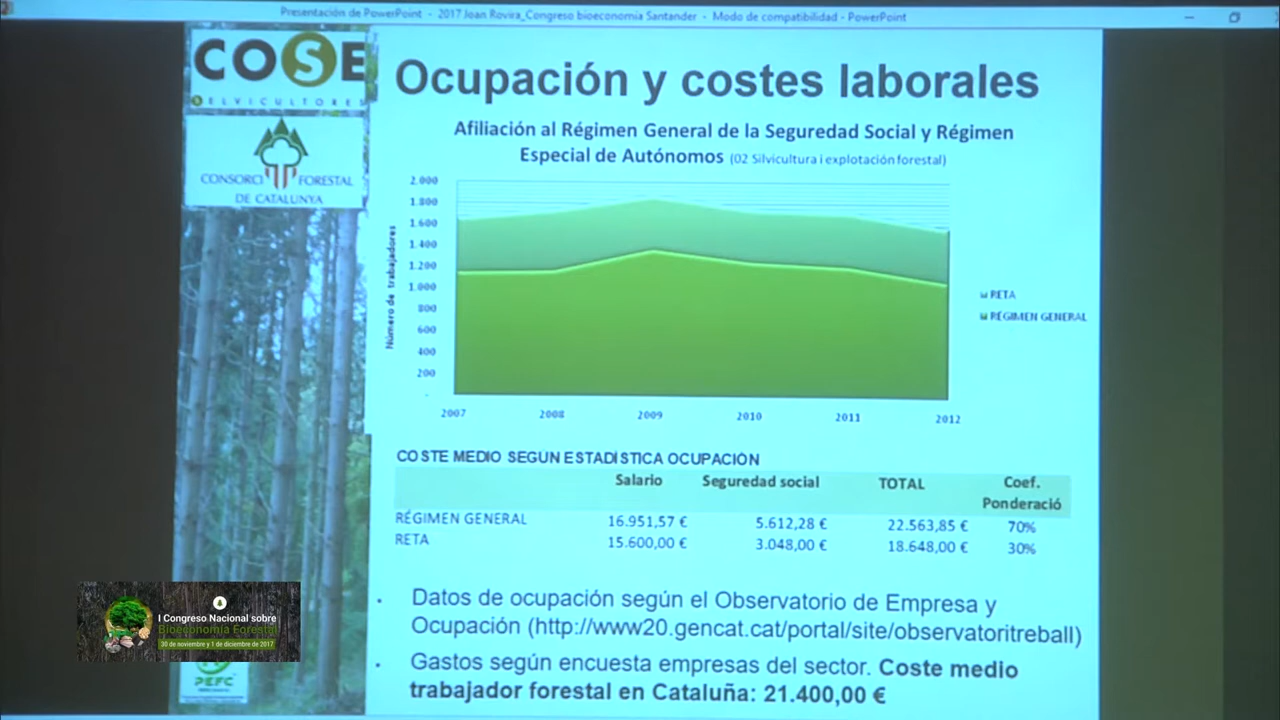 Presentación de PowerPoint - 2017 Joan Rovira_Congreso bioeconomia Santander - Modo de compatibilidad - PowerPoint
COSE
SELVICULTORES
CONSORCI FORESTAL
DE CATALUNYA
Ocupación y costes laborales
Afiliación al Régimen General de la Seguredad Social y Régimen
Especial de Autónomos (02 Silvicultura i explotación forestal)
Número de trabajadores
2.000
1.800
1.600
1.400
1.200
1.000
800
600
400
200
-
2007 2008 2009 2010 2011 2012
RETA
RÉGIMEN GENERAL
COSTE MEDIO SEGUN ESTADISTICA OCUPACION
Salario Seguredad social TOTAL Coef.
Ponderació
RÉGIMEN GENERAL 16.951,57 € 5.612,28 € 22.563,85 € 70%
RETA 15.600,00 € 3.048,00 € 18.648,00 € 30%
• Datos de ocupación según el Observatorio de Empresa y
Ocupación (http://www20.gencat.cat/portal/site/observatoritreball)
• Gastos según encuesta empresas del sector. Coste medio
trabajador forestal en Cataluña: 21.400,00 €
I Congreso Nacional sobre
Bioeconomía Forestal
30 de noviembre y 1 de diciembre de 2017
PEFC